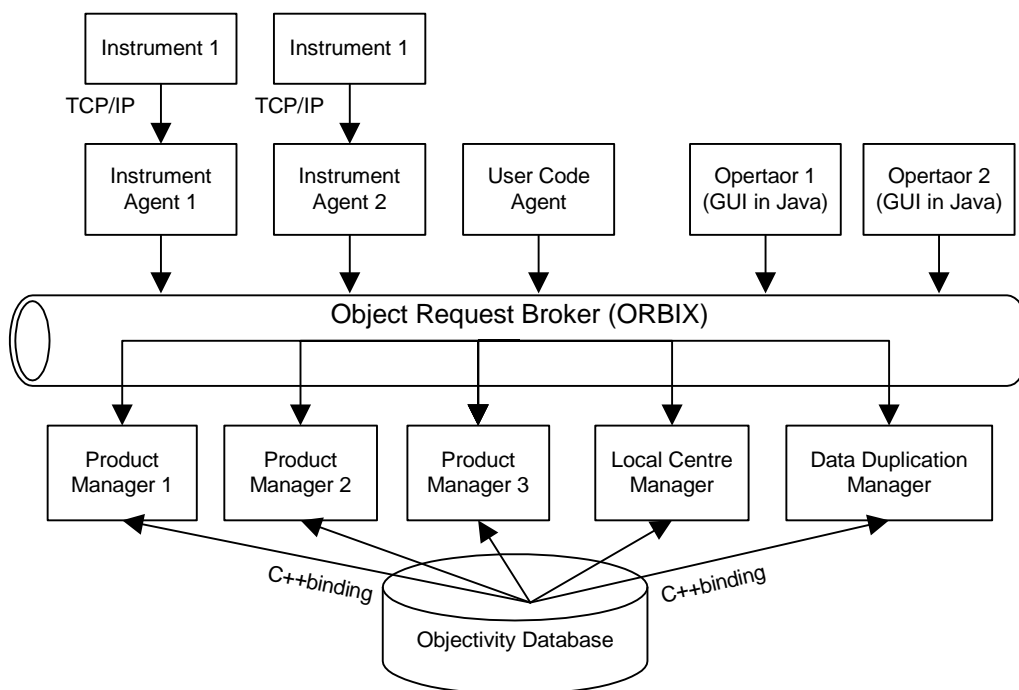 Instrument 1
Instrument 1
TCP/IP
TCP/IP
Instrument
Agent 1
Instrument
Agent 2
User Code
Agent
Opertaor 1
(GUI in Java)
Opertaor 2
(GUI in Java)
Object Request Broker (ORBIX)
Product
Manager 1
Product
Manager 2
Product
Manager 3
Local Centre
Manager
Data Duplication
Manager
C++binding
C++binding
Objectivity Database